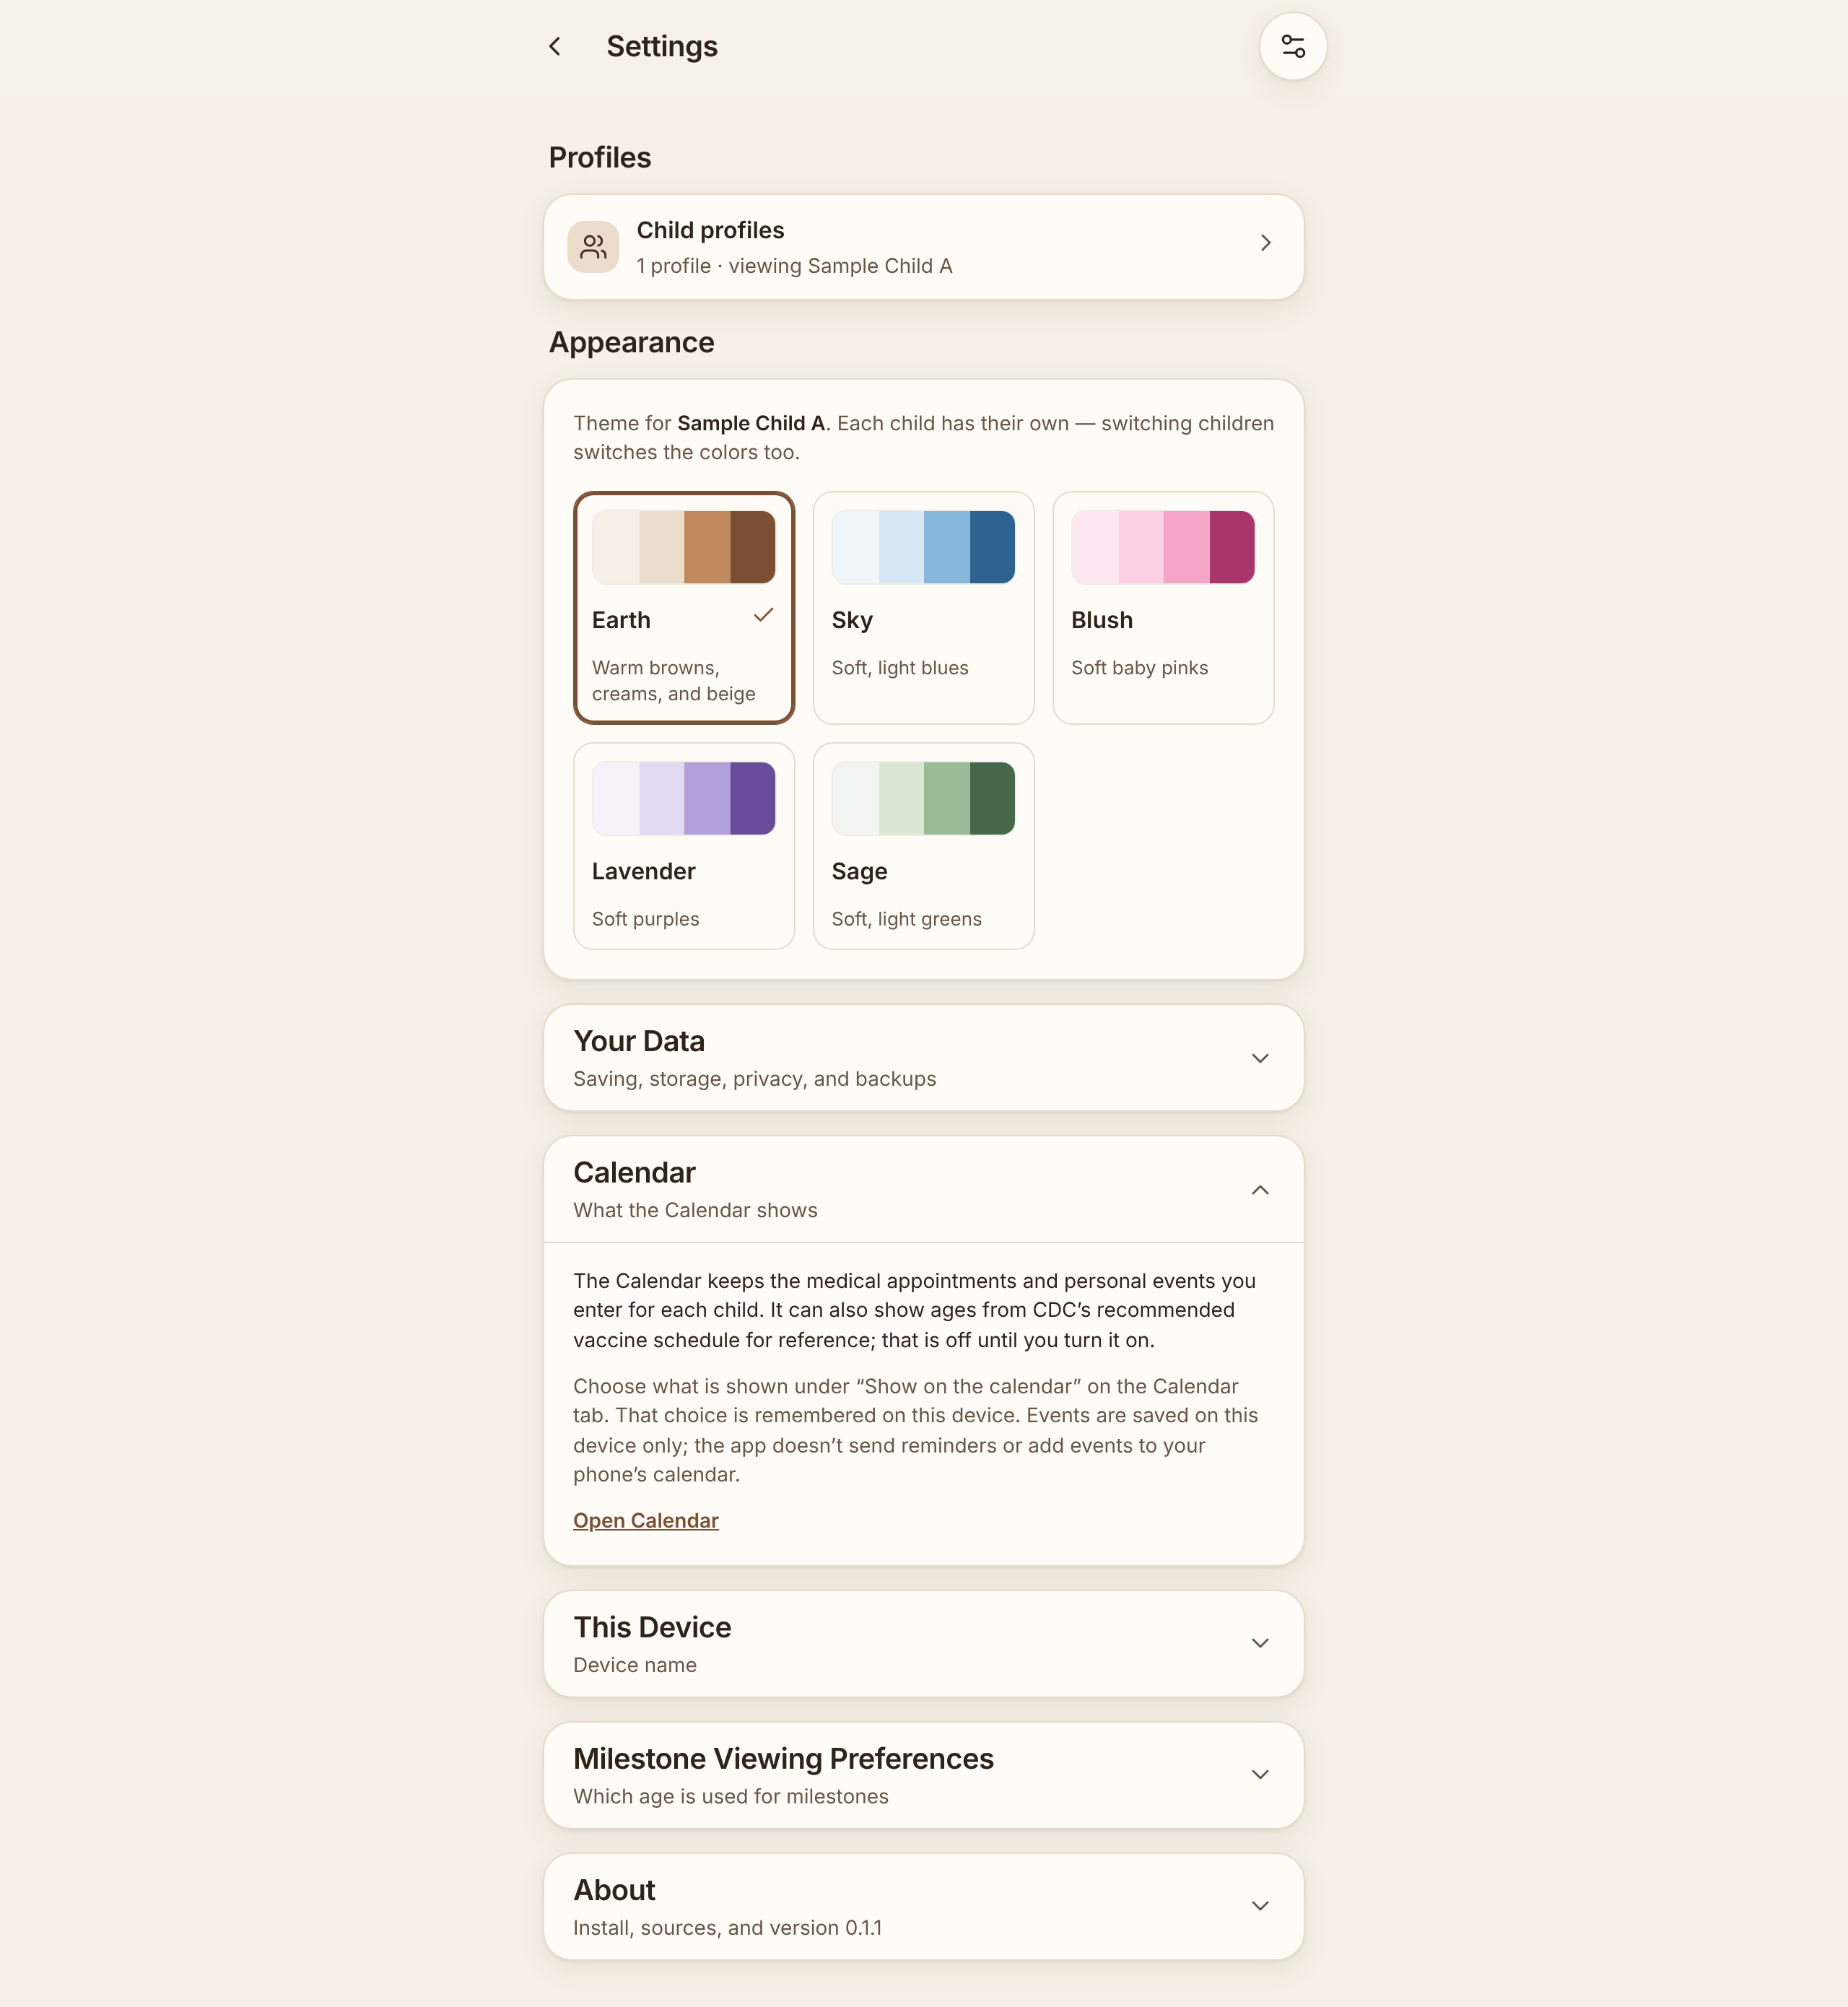 Settings
Profiles
Child profiles
1 profile · viewing Sample Child A
Appearance
Theme for Sample Child A. Each child has their own — switching children
switches the colors too.
Earth
Warm browns,
creams, and beige
Sky
Soft, light blues
Blush
Soft baby pinks
Lavender
Soft purples
Sage
Soft, light greens
Your Data
Saving, storage, privacy, and backups
Calendar
What the Calendar shows
The Calendar keeps the medical appointments and personal events you
enter for each child. It can also show ages from CDC’s recommended
vaccine schedule for reference; that is off until you turn it on.
Choose what is shown under “Show on the calendar” on the Calendar
tab. That choice is remembered on this device. Events are saved on this
device only; the app doesn’t send reminders or add events to your
phone’s calendar.
Open Calendar
This Device
Device name
Milestone Viewing Preferences
Which age is used for milestones
About
Install, sources, and version 0.1.1